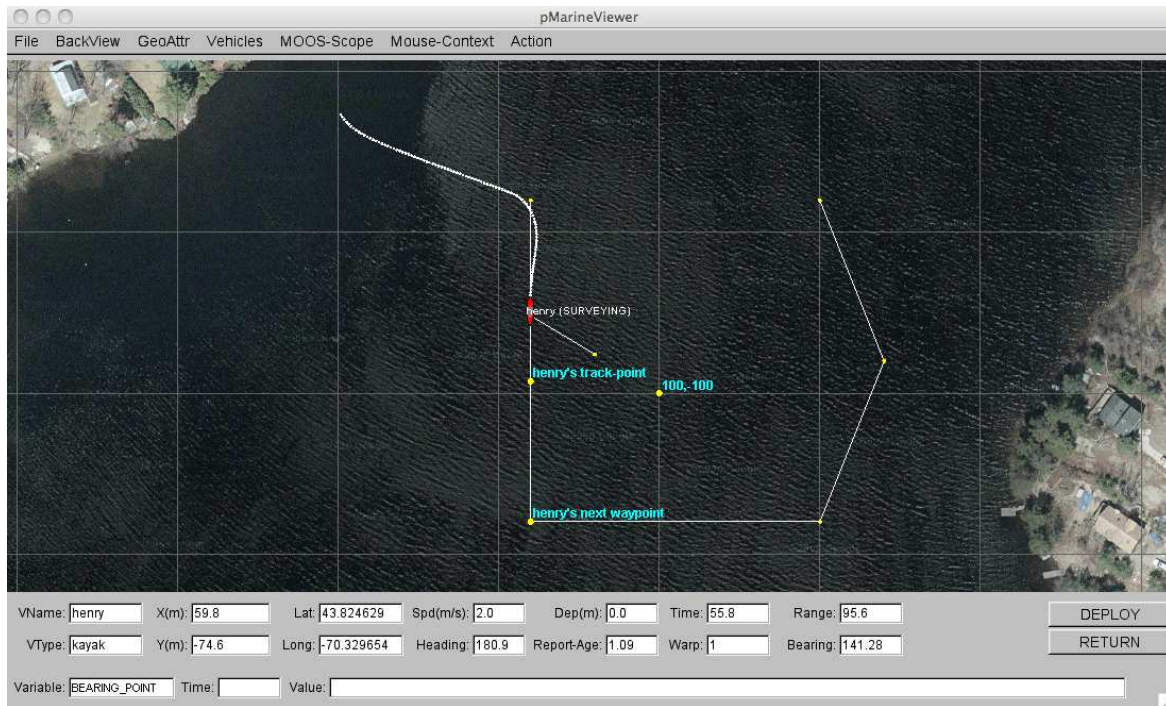 pMarineViewer
File BackView GeoAttr Vehicles MOOS-Scope Mouse-Context Action
henry (SURVEYING)
henry's track-point
100,-100
henry's next waypoint
VName: henry X(m): 59.8 Lat: 43.824629 Spd(m/s): 2.0 Dep(m): 0.0 Time: 55.8 Range: 95.6 DEPLOY
VType: kayak Y(m): -74.6 Long: -70.329654 Heading: 180.9 Report-Age: 1.09 Warp: 1 Bearing: 141.28 RETURN
Variable: BEARING_POINT Time: Value: